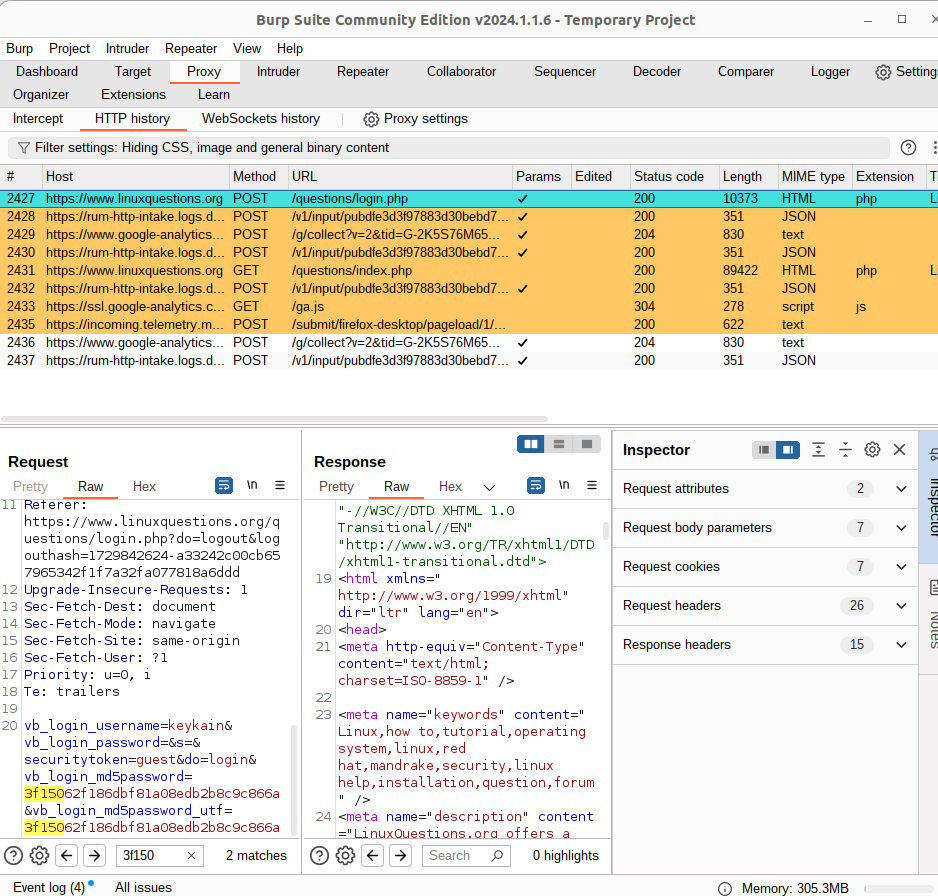 Burp Suite Community Edition v2024.1.1.6 - Temporary Project
Burp Project Intruder Repeater View Help
Dashboard Target Proxy Intruder Repeater Collaborator Sequencer Decoder Comparer Logger Setting
Organizer Extensions Learn
Intercept HTTP history WebSockets history Proxy settings
Filter settings: Hiding CSS, image and general binary content
# Host Method URL Params Edited Status code Length MIME type Extension T
2427 https://www.linuxquestions.org POST /questions/login.php ✓ 200 10373 HTML php L
2428 https://rum-http-intake.logs.d... POST /v1/input/pubdfe3d3f97883d30bebd7... ✓ 200 351 JSON
2429 https://www.google-analytics... POST /g/collect?v=2&tid=G-2K5S76M65... ✓ 204 830 text
2430 https://rum-http-intake.logs.d... POST /v1/input/pubdfe3d3f97883d30bebd7... ✓ 200 351 JSON
2431 https://www.linuxquestions.org GET /questions/index.php 200 89422 HTML php L
2432 https://rum-http-intake.logs.d... POST /v1/input/pubdfe3d3f97883d30bebd7... ✓ 200 351 JSON
2433 https://ssl.google-analytics.c... GET /ga.js 304 278 script js
2435 https://incoming.telemetry.m... POST /submit/firefox-desktop/pageload/1/... 200 622 text
2436 https://www.google-analytics... POST /g/collect?v=2&tid=G-2K5S76M65... ✓ 204 830 text
2437 https://rum-http-intake.logs.d... POST /v1/input/pubdfe3d3f97883d30bebd7... ✓ 200 351 JSON
Request
Pretty Raw Hex \n
11 Referer:
https://www.linuxquestions.org/q
uestions/login.php?do=logout&log
outhash=1729842624-a33242c00cb65
7965342f1f7a32fa077818a6ddd
12 Upgrade-Insecure-Requests: 1
13 Sec-Fetch-Dest: document
14 Sec-Fetch-Mode: navigate
15 Sec-Fetch-Site: same-origin
16 Sec-Fetch-User: ?1
17 Priority: u=0, i
18 Te: trailers
19
20 vb_login_username=keykain&
vb_login_password=&s=&
securitytoken=guest&do=login&
vb_login_md5password=
3f15062f186dbf81a08edb2b8c9c866a
&vb_login_md5password_utf=
3f15062f186dbf81a08edb2b8c9c866a
3f150 2 matches
Response
Pretty Raw Hex \n
"-//W3C//DTD XHTML 1.0
Transitional//EN"
"http://www.w3.org/TR/xhtml1/DTD
/xhtml1-transitional.dtd">
19 <html xmlns="
http://www.w3.org/1999/xhtml"
dir="ltr" lang="en">
20 <head>
21 <meta http-equiv="Content-Type"
content="text/html;
charset=ISO-8859-1" />
22
23 <meta name="keywords" content="
Linux,how to,tutorial,operating
system,linux,red
hat,mandrake,security,linux
help,installation,question,forum
" />
24 <meta name="description" content
="LinuxQuestions.org offers a
Search 0 highlights
Inspector
Request attributes 2
Request body parameters 7
Request cookies 7
Request headers 26
Response headers 15
Inspector
Notes
Event log (4) All issues Memory: 305.3MB